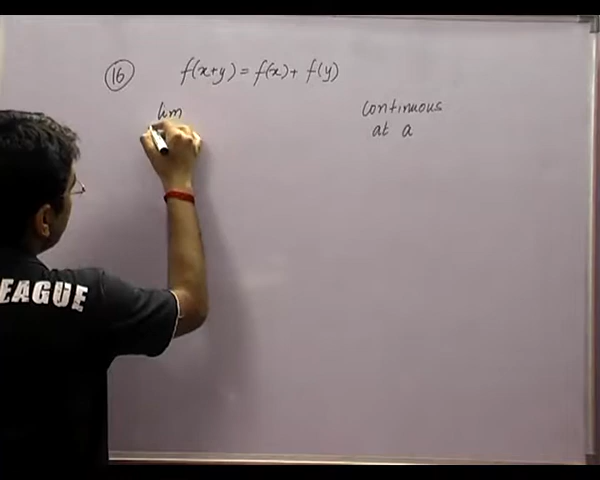 16 f(x+y) = f(x) + f(y)
lim
continuous
at a
EAGUE